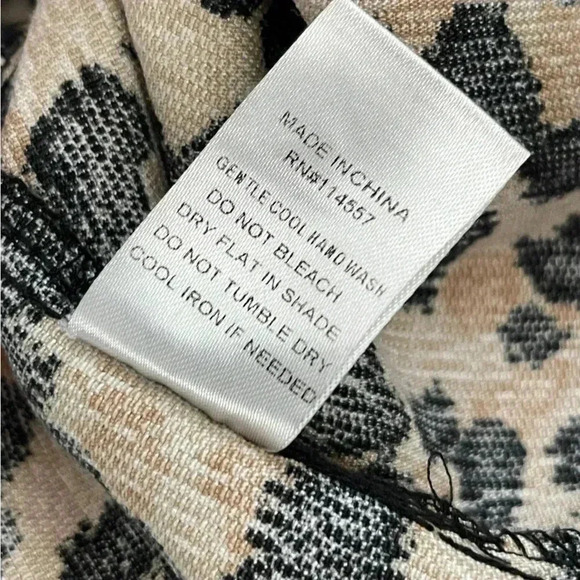 MADE IN CHINA
RN#114557
GENTLE COOL HAND WASH
DO NOT BLEACH
DRY FLAT IN SHADE
DO NOT TUMBLE DRY
COOL IRON IF NEEDED